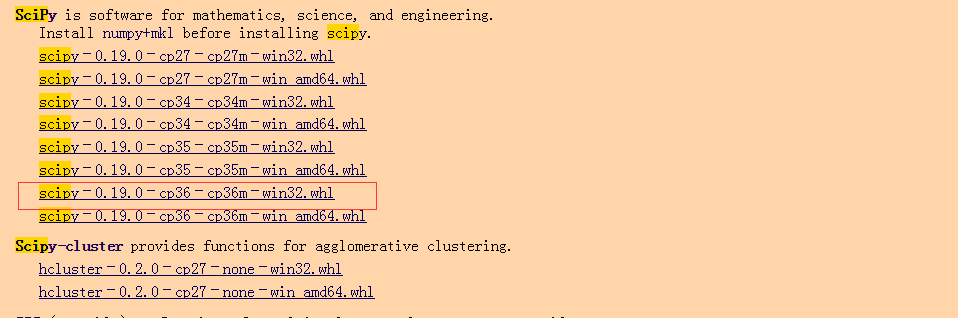 SciPy is software for mathematics, science, and engineering.
Install numpy+mkl before installing scipy.
scipy-0.19.0-cp27-cp27m-win32.whl
scipy-0.19.0-cp27-cp27m-win_amd64.whl
scipy-0.19.0-cp34-cp34m-win32.whl
scipy-0.19.0-cp34-cp34m-win_amd64.whl
scipy-0.19.0-cp35-cp35m-win32.whl
scipy-0.19.0-cp35-cp35m-win_amd64.whl
scipy-0.19.0-cp36-cp36m-win32.whl
scipy-0.19.0-cp36-cp36m-win_amd64.whl
Scipy-cluster provides functions for agglomerative clustering.
hcluster-0.2.0-cp27-none-win32.whl
hcluster-0.2.0-cp27-none-win_amd64.whl